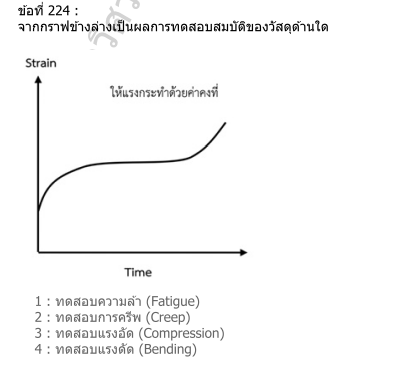 ข้อที่ 224 :
จากกราฟข้างล่างเป็นผลการทดสอบสมบัติของวัสดุด้านใด
Strain
ให้แรงกระทำด้วยค่าคงที่
Time
1 : ทดสอบความล้า (Fatigue)
2 : ทดสอบการครีพ (Creep)
3 : ทดสอบแรงอัด (Compression)
4 : ทดสอบแรงดัด (Bending)